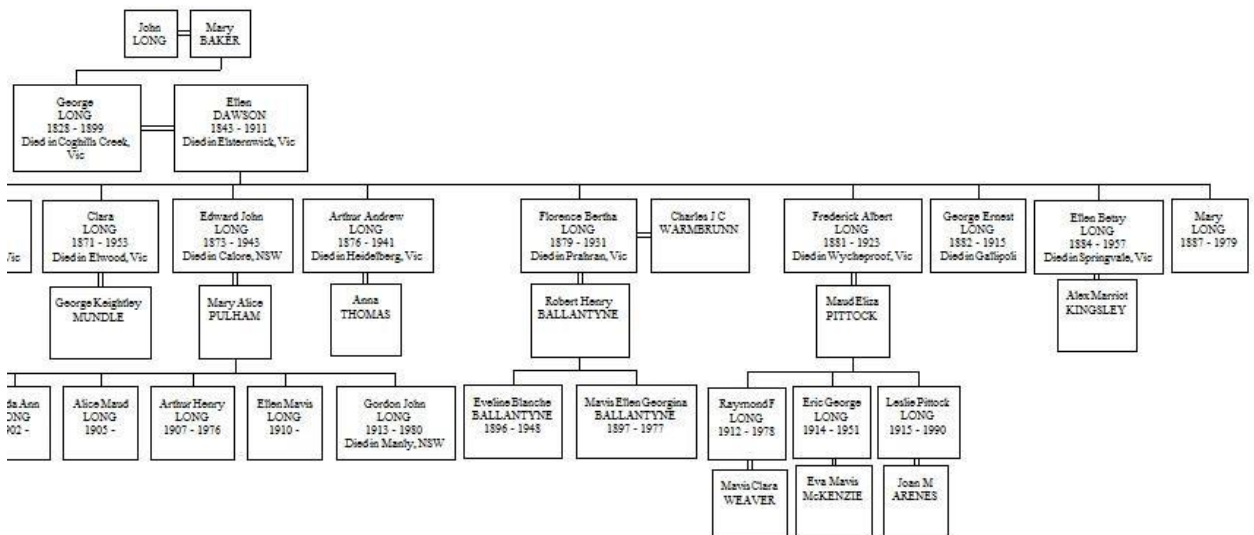 John
LONG
Mary
BAKER
George
LONG
1828 - 1899
Died in Coghills Creek,
Vic
Ellen
DAWSON
1843 - 1911
Died in Elsternwick, Vic
Vic
Clara
LONG
1871 - 1953
Died in Elwood, Vic
Edward John
LONG
1873 - 1943
Died in Calore, NSW
Arthur Andrew
LONG
1876 - 1941
Died in Heidelberg, Vic
Florence Bertha
LONG
1879 - 1931
Died in Prahran, Vic
Charles J C
WARMBRUNN
Frederick Albert
LONG
1881 - 1923
Died in Wycheproof, Vic
George Ernest
LONG
1882 - 1915
Died in Gallipoli
Ellen Betsy
LONG
1884 - 1957
Died in Springvale, Vic
Mary
LONG
1887 - 1979
George Keightley
MUNDLE
Mary Alice
PULHAM
Anna
THOMAS
Robert Henry
BALLANTYNE
Maud Eliza
PITTOCK
Alex Marriot
KINGSLEY
da Ann
ONG
902 -
Alice Maud
LONG
1905 -
Arthur Henry
LONG
1907 - 1976
Ellen Mavis
LONG
1910 -
Gordon John
LONG
1913 - 1980
Died in Manly, NSW
Eveline Blanche
BALLANTYNE
1896 - 1948
Mavis Ellen Georgina
BALLANTYNE
1897 - 1977
Raymond F
LONG
1912 - 1978
Eric George
LONG
1914 - 1951
Leslie Pittock
LONG
1915 - 1990
Mavis Clara
WEAVER
Eva Mavis
McKENZIE
Joan M
ARENES